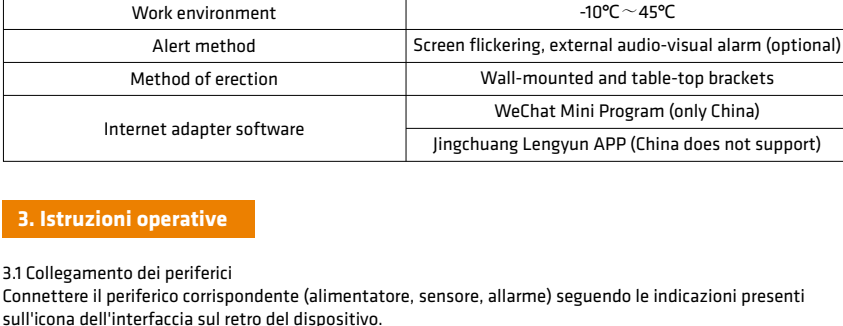 Work environment
-10℃～45℃
Alert method
Screen flickering, external audio-visual alarm (optional)
Method of erection
Wall-mounted and table-top brackets
Internet adapter software
WeChat Mini Program (only China)
Jingchuang Lengyun APP (China does not support)
3. Istruzioni operative
3.1 Collegamento dei periferici
Connettere il periferico corrispondente (alimentatore, sensore, allarme) seguendo le indicazioni presenti
sull'icona dell'interfaccia sul retro del dispositivo.